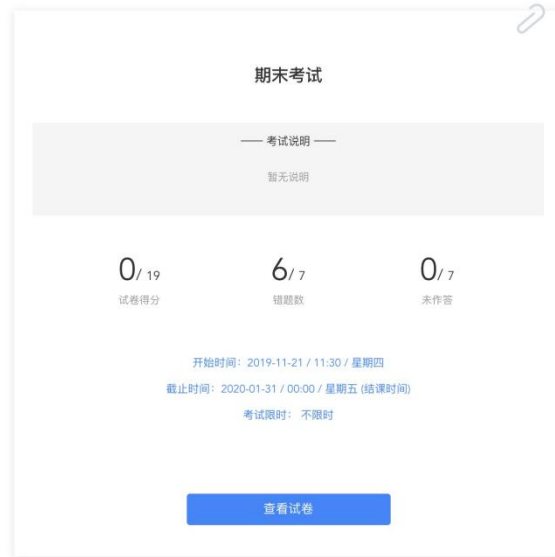 期末考试
—— 考试说明 ——
暂无说明
0/ 19 6/ 7 0/ 7
试卷得分 错题数 未作答
开始时间：2019-11-21 / 11:30 / 星期四
截止时间：2020-01-31 / 00:00 / 星期五 (结课时间)
考试限时： 不限时
查看试卷